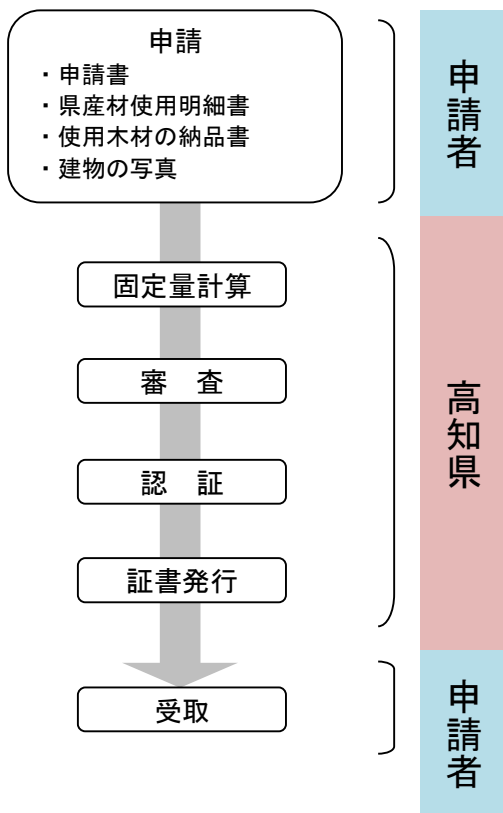 申請
・申請書
・県産材使用明細書
・使用木材の納品書
・建物の写真
申請者
固定量計算
審　査
認　証
証書発行
高知県
受取
申請者